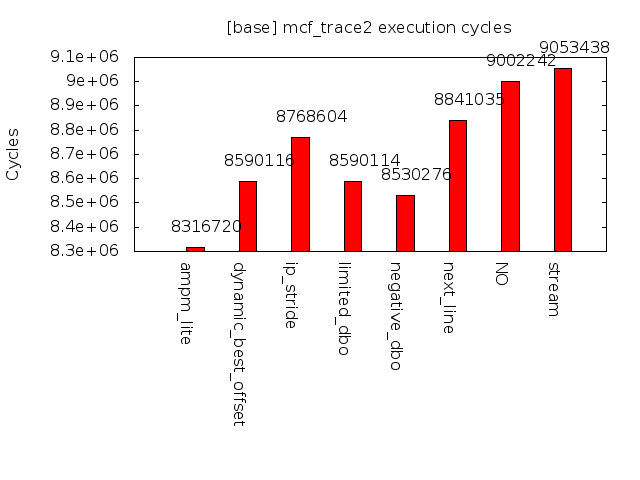 [base] mcf_trace2 execution cycles
Cycles
9.1e+06
9e+06
8.9e+06
8.8e+06
8.7e+06
8.6e+06
8.5e+06
8.4e+06
8.3e+06
8316720
8590116
8768604
8590114
8530276
8841035
9002242
9053438
ampm_lite
dynamic_best_offset
ip_stride
limited_dbo
negative_dbo
next_line
NO
stream